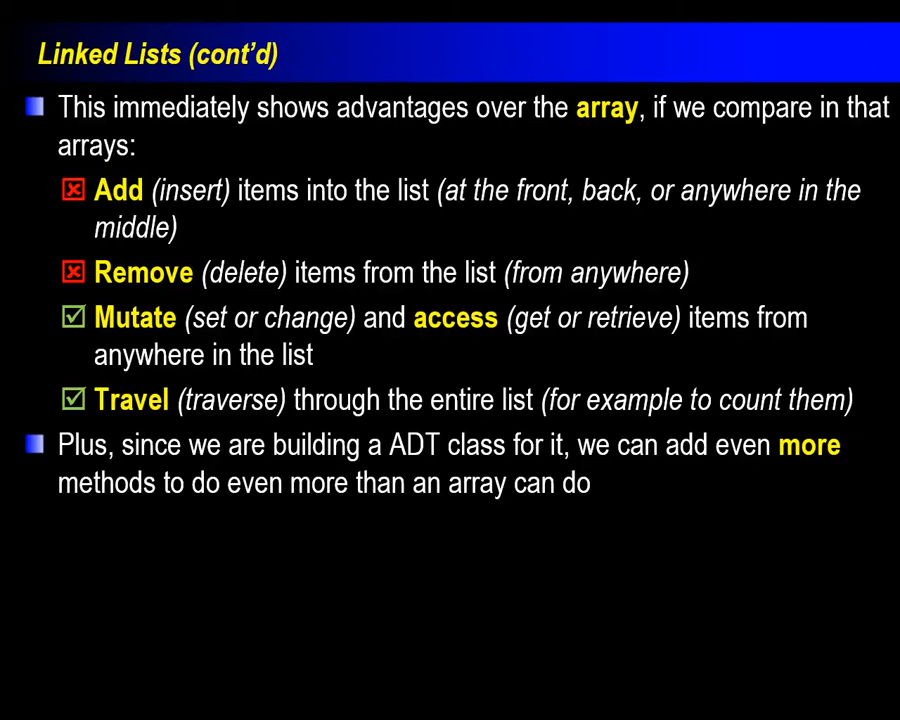 Linked Lists (cont’d)
This immediately shows advantages over the array, if we compare in that
arrays:
Add (insert) items into the list (at the front, back, or anywhere in the
middle)
Remove (delete) items from the list (from anywhere)
Mutate (set or change) and access (get or retrieve) items from
anywhere in the list
Travel (traverse) through the entire list (for example to count them)
Plus, since we are building a ADT class for it, we can add even more
methods to do even more than an array can do